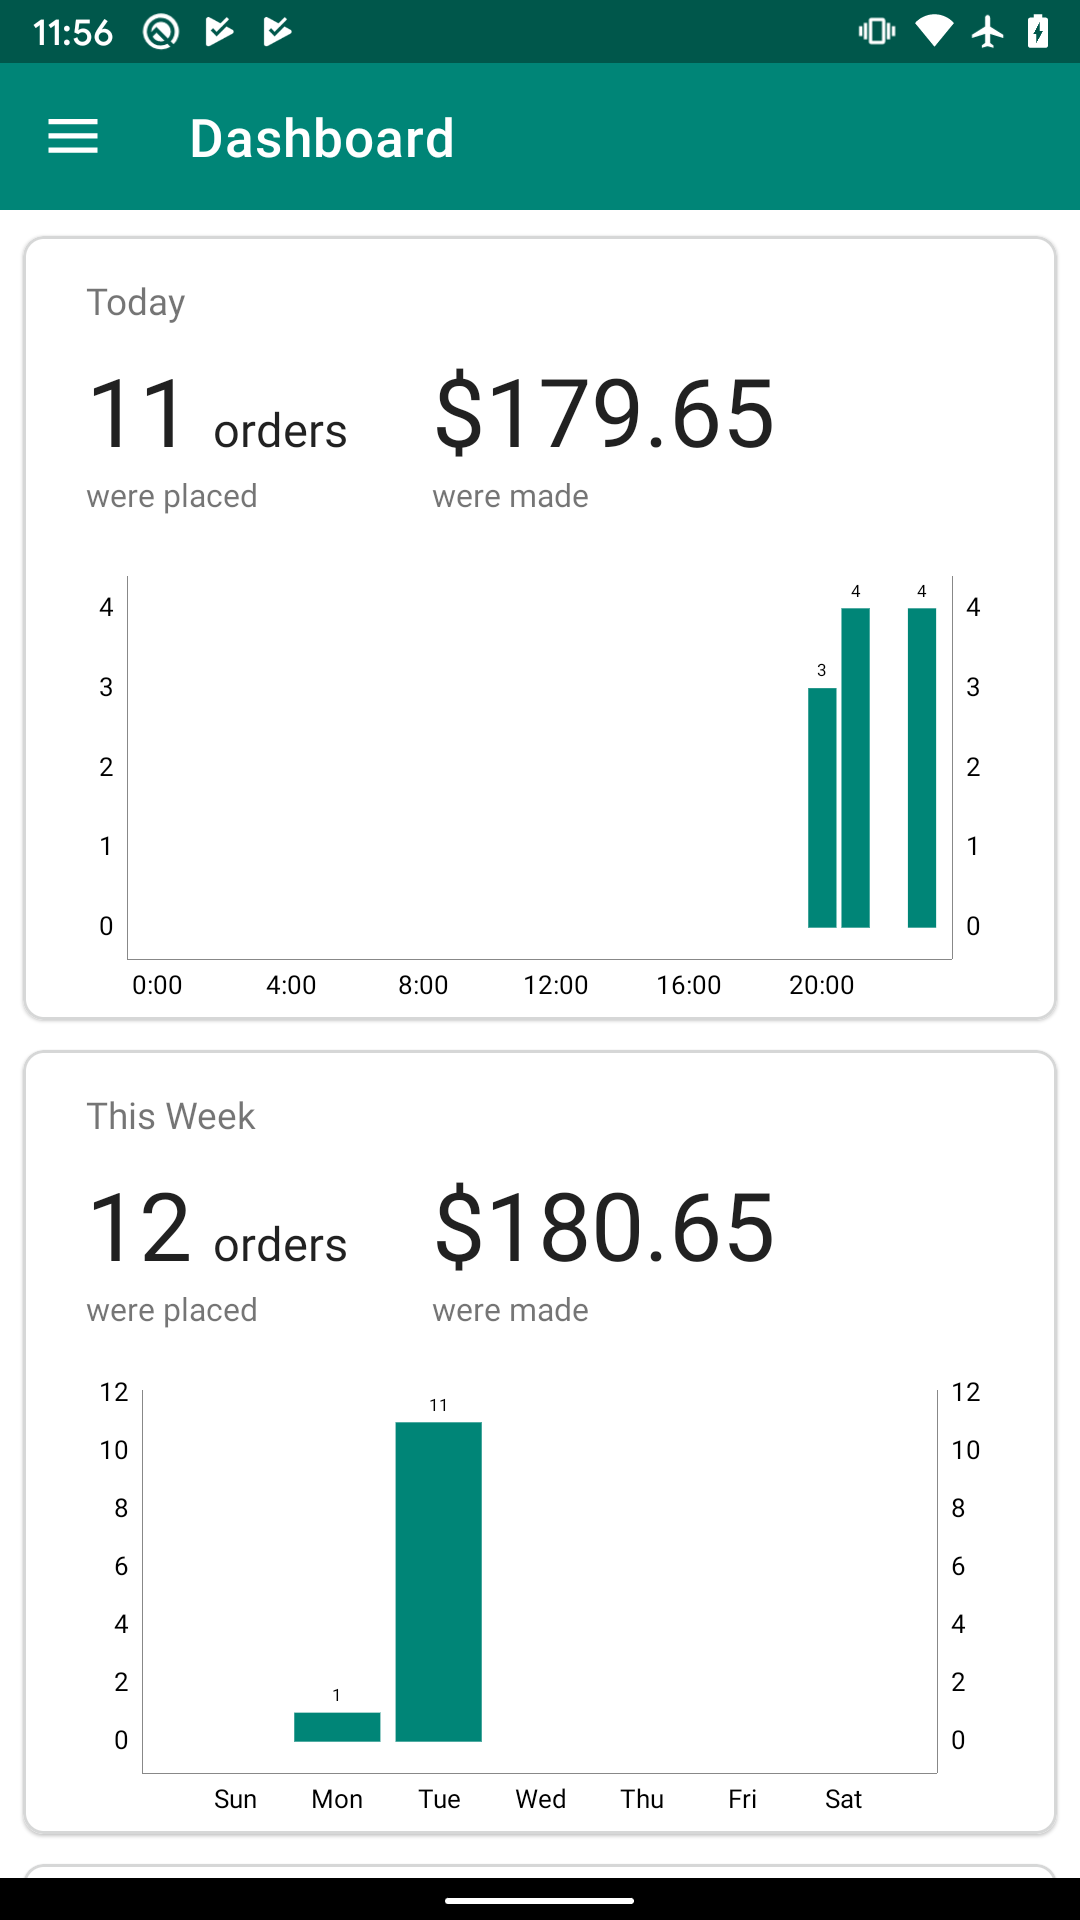 11:56
Dashboard
Today
11 orders $179.65
were placed were made
4 4
4 4
3
3 3
2 2
1 1
0 0
0:00 4:00 8:00 12:00 16:00 20:00
This Week
12 orders $180.65
were placed were made
12 12
11
10 10
8 8
6 6
4 4
2 2
1
0 0
Sun Mon Tue Wed Thu Fri Sat